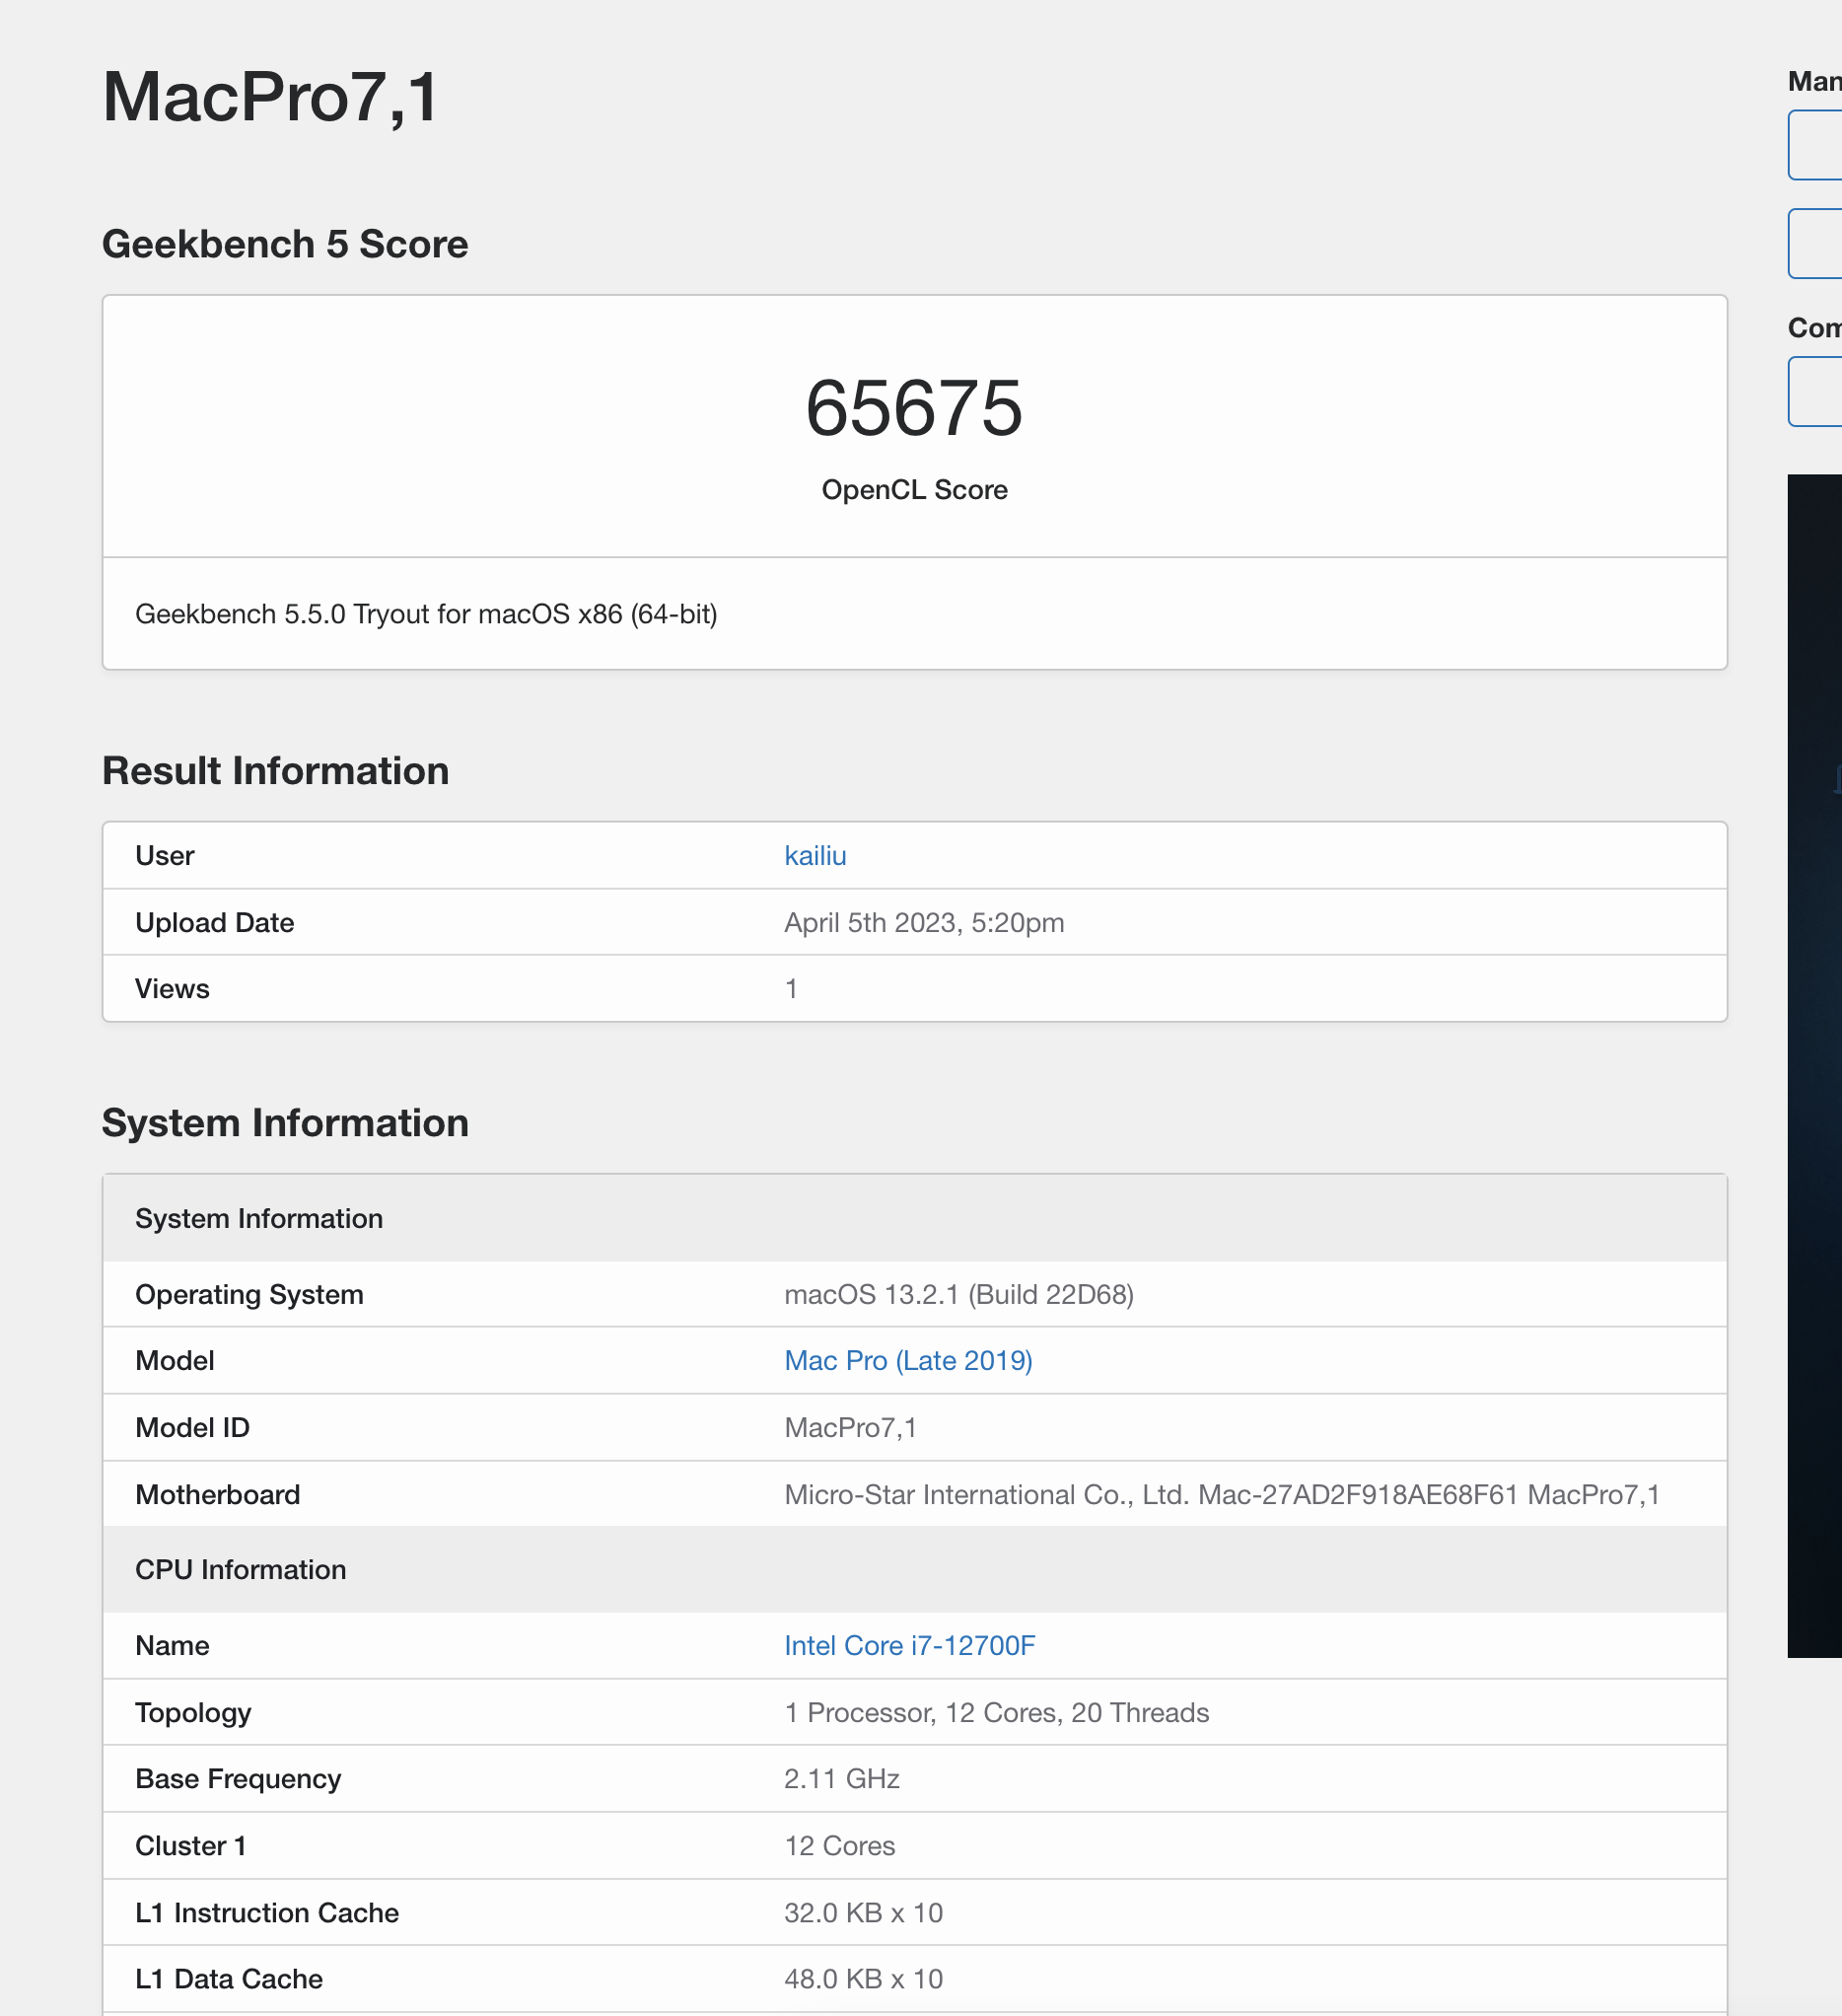 MacPro7,1
Man
Geekbench 5 Score
65675
OpenCL Score
Com
Geekbench 5.5.0 Tryout for macOS x86 (64-bit)
Result Information
User kailiu
Upload Date April 5th 2023, 5:20pm
Views 1
System Information
System Information
Operating System macOS 13.2.1 (Build 22D68)
Model Mac Pro (Late 2019)
Model ID MacPro7,1
Motherboard Micro-Star International Co., Ltd. Mac-27AD2F918AE68F61 MacPro7,1
CPU Information
Name Intel Core i7-12700F
Topology 1 Processor, 12 Cores, 20 Threads
Base Frequency 2.11 GHz
Cluster 1 12 Cores
L1 Instruction Cache 32.0 KB x 10
L1 Data Cache 48.0 KB x 10